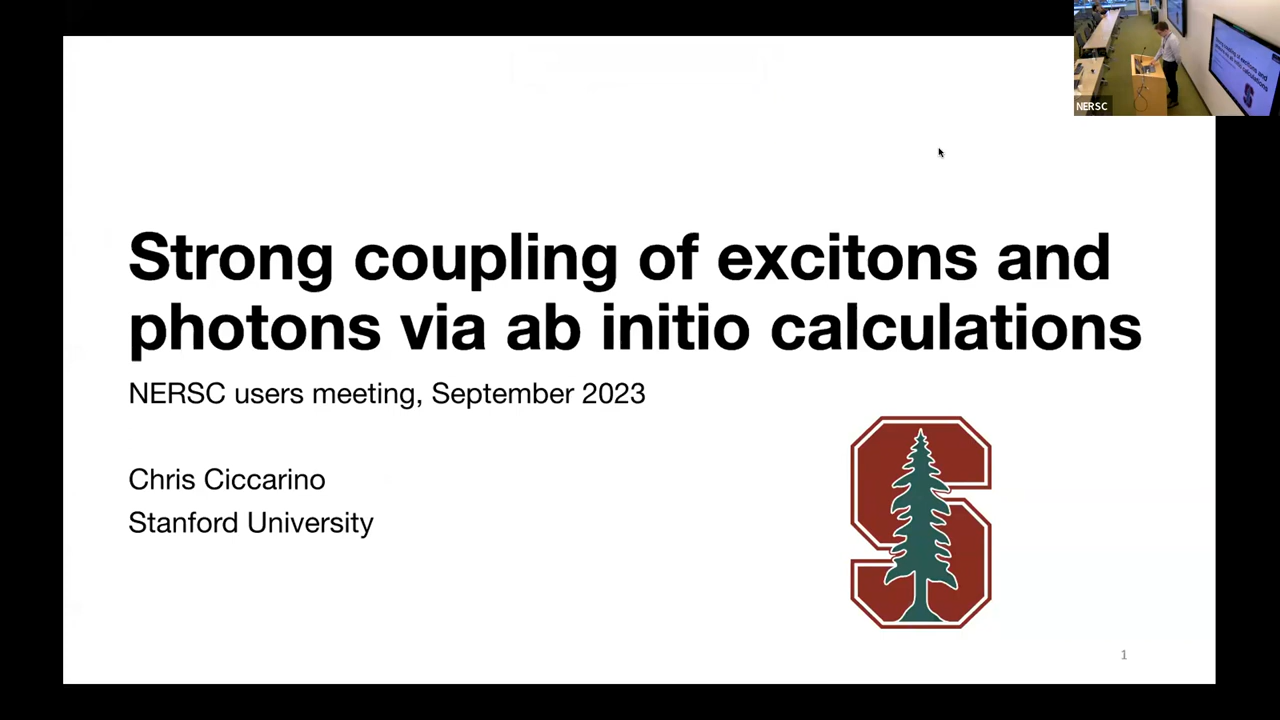 NERSC
Strong coupling of excitons and
photons via ab initio calculations
NERSC users meeting, September 2023
Chris Ciccarino
Stanford University
1